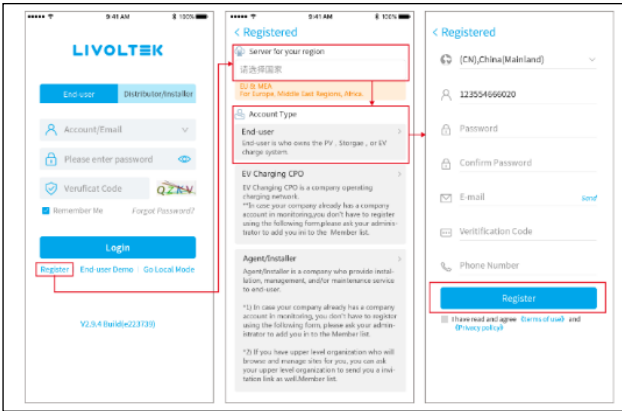 9:41 AM
100%
LIVOLTEK
End-user
Distributor/Installer
Account/Email
Please enter password
Veruficat Code
QZKV
Remember Me
Forgot Password?
Login
Register
End-user Demo
Go Local Mode
V2.9.4 Build(e223739)
9:41 AM
100%
< Registered
Server for your region
请选择国家
EU & MEA
For Europe, Middle East Regions, Africa.
Account Type
End-user
End-user is who owns the PV , Storgae , or EV
charge system.
EV Charging CPO
EV Changing CPO is a company operating
charging network.
**In case your company already has a company
account in monitoring,you don't have to register
using the following form,please ask your adminis-
trator to add you ini to the Member list.
Agent/Installer
Agent/Installer is a company who provide instal-
lation, management, and/or maintenance service
to end-user.
*1) In case your company already has a company
account in monitoring, you don't have to register
using the following form, please ask your admin-
istrator to add you in to the Member list.
*2) If you have upper level organization who will
browse and manage sites for you, you can ask
your upper level organization to send you a invi-
tation link as well.Member list.
< Registered
(CN),China(Mainland)
123554666020
Password
Confirm Password
E-mail
Send
Veritification Code
Phone Number
Register
I have read and agree 《terms of use》 and
《Privacy policy》